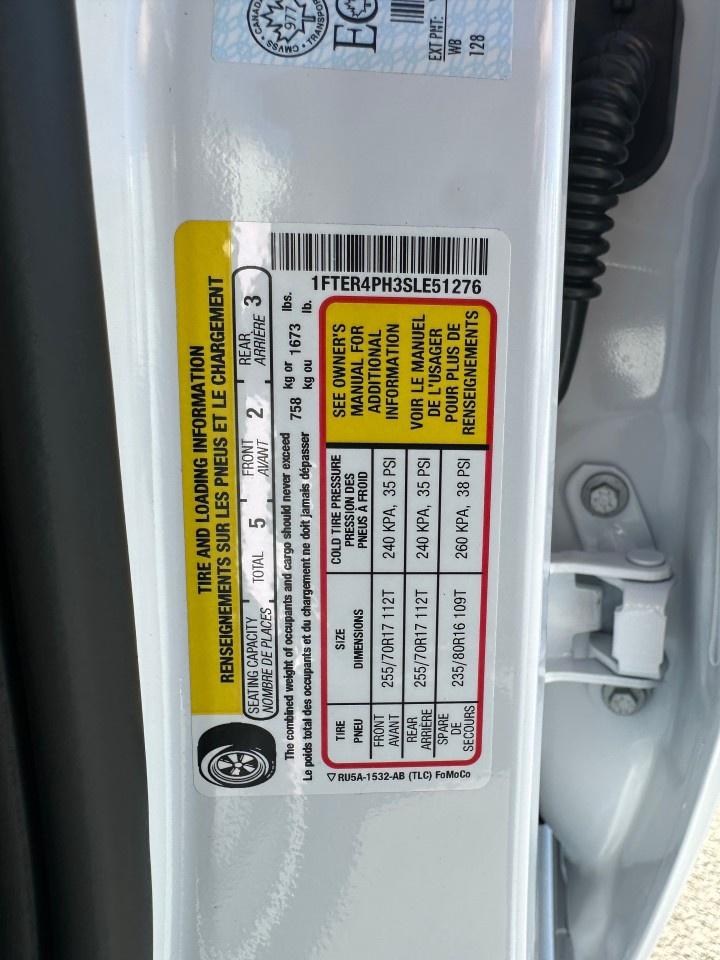 CANADA
CMVSS
TRANSPORT
977
EC
EXT PNT:
WB
128
TIRE AND LOADING INFORMATION
RENSEIGNEMENTS SUR LES PNEUS ET LE CHARGEMENT
SEATING CAPACITY
NOMBRE DE PLACES
TOTAL 5
FRONT
AVANT 2
REAR
ARRIÈRE 3
The combined weight of occupants and cargo should never exceed 758 kg or 1673 lbs.
Le poids total des occupants et du chargement ne doit jamais dépasser kg ou lb.
1FTER4PH3SLE51276
TIRE SIZE COLD TIRE PRESSURE
PNEU DIMENSIONS PRESSION DES
PNEUS À FROID
FRONT
AVANT 255/70R17 112T 240 KPA, 35 PSI
REAR
ARRIÈRE 255/70R17 112T 240 KPA, 35 PSI
SPARE
DE
SECOURS 235/80R16 109T 260 KPA, 38 PSI
SEE OWNER'S
MANUAL FOR
ADDITIONAL
INFORMATION
VOIR LE MANUEL
DE L'USAGER
POUR PLUS DE
RENSEIGNEMENTS
▽ RU5A-1532-AB (TLC) FoMoCo